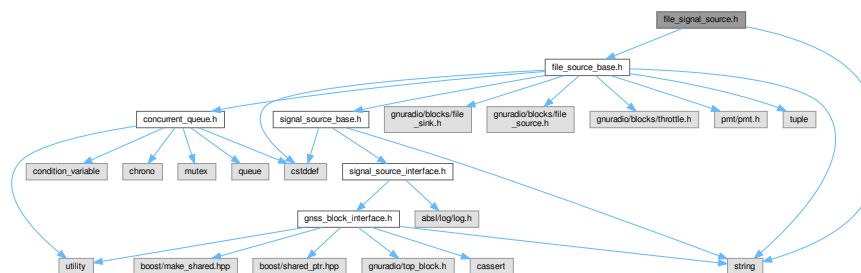 file_signal_source.h
file_source_base.h
concurrent_queue.h
signal_source_base.h
gnuradio/blocks/file
_sink.h
gnuradio/blocks/file
_source.h
gnuradio/blocks/throttle.h
pmt/pmt.h
tuple
condition_variable
chrono
mutex
queue
cstddef
signal_source_interface.h
gnss_block_interface.h
absl/log/log.h
utility
boost/make_shared.hpp
boost/shared_ptr.hpp
gnuradio/top_block.h
cassert
string